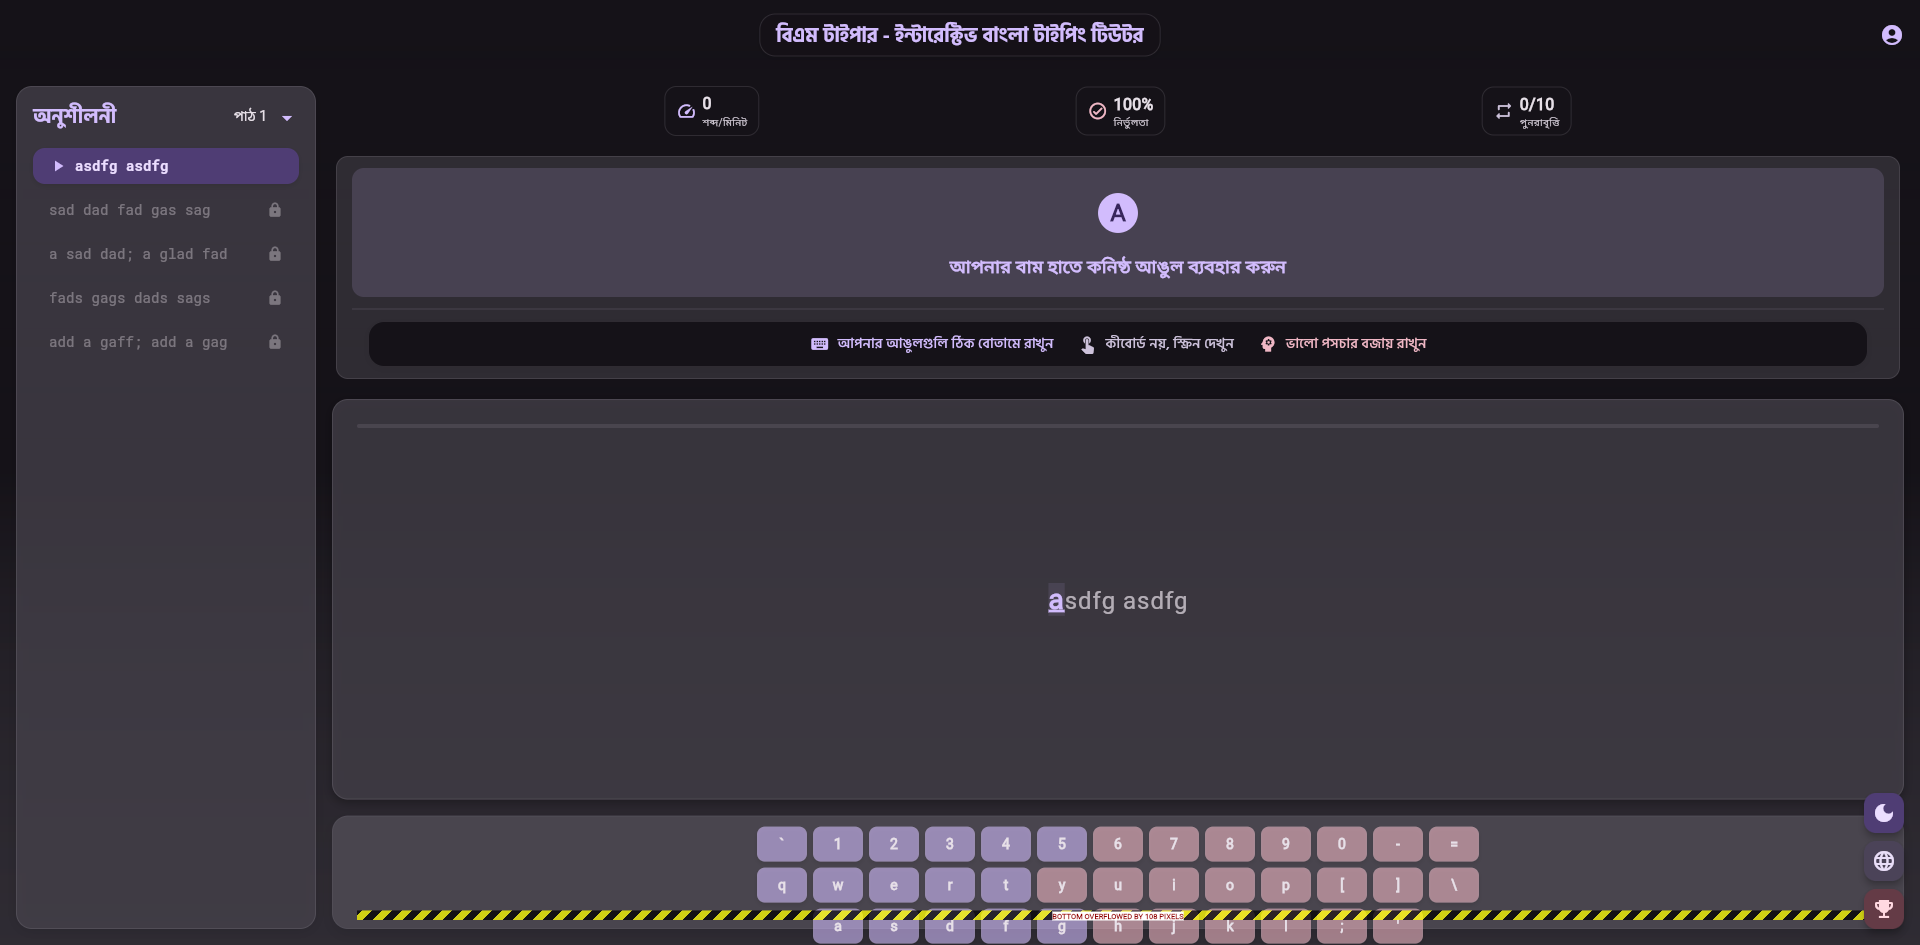 বিএম টাইপার - ইন্টারেক্টিভ বাংলা টাইপিং টিউটর
অনুশীলনী
পাঠ 1
asdfg asdfg
sad dad fad gas sag
a sad dad; a glad fad
fads gags dads sags
add a gaff; add a gag
0
শব্দ/মিনিট
100%
নির্ভুলতা
0/10
পুনরাবৃত্তি
A
আপনার বাম হাতে কনিষ্ঠ আঙুল ব্যবহার করুন
আপনার আঙুলগুলি ঠিক বোতামে রাখুন
কীবোর্ড নয়, স্ক্রিন দেখুন
ভালো পসচার বজায় রাখুন
asdfg asdfg
` 1 2 3 4 5 6 7 8 9 0 - =
q w e r t y u i o p [ ] \
BOTTOM OVERFLOWED BY 108 PIXELS
a s d f g h j k l ; '